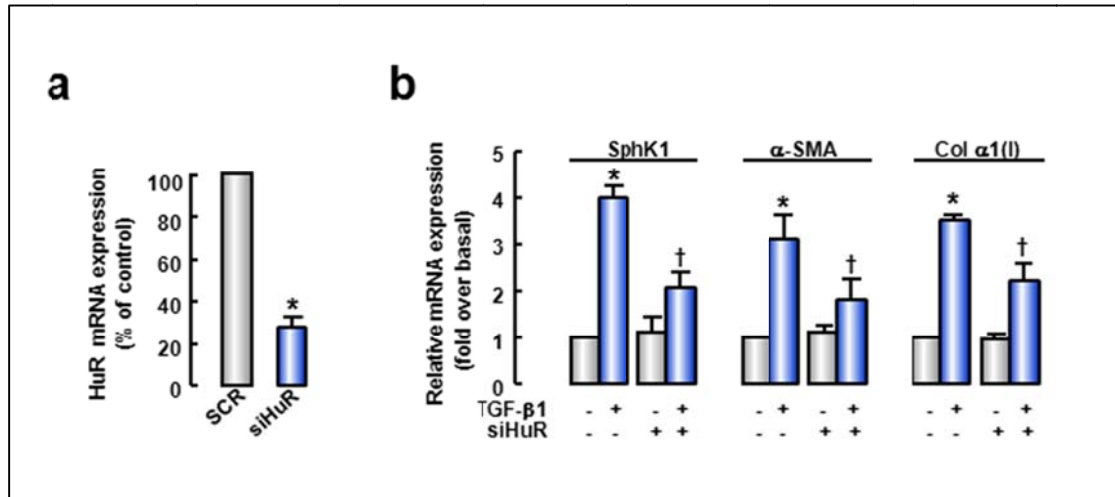 a
HuR mRNA expression
(% of control)
100
80
60
40
20
0
*
SCR
siHuR
b
Relative mRNA expression
(fold over basal)
5
4
3
2
1
0
SphK1
α-SMA
Col α1(I)
* † * † * †
TGF-β1 - + - + - + - + - + - +
siHuR - - + + - - + + - - + +